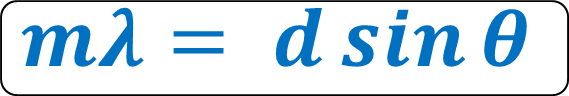 mλ = d sin θ